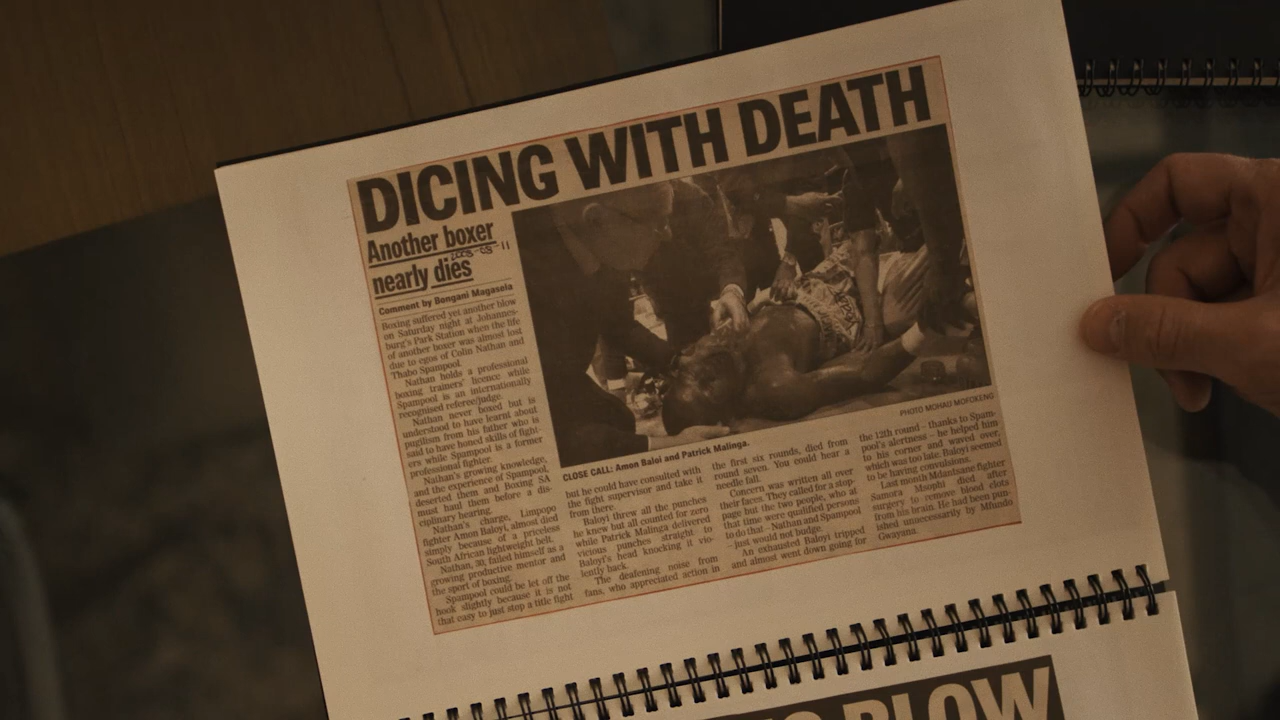 DICING WITH DEATH
Another boxer
nearly dies
Comment by Bongani Magasela
Boxing suffered yet another blow
on Saturday night at Johannes-
burg's Park Station when the life
of another boxer was almost lost
due to egos of Colin Nathan and
Thabo Spampool.
Nathan holds a professional
boxing trainers' licence while
Spampool is an internationally
recognised referee/judge.
Nathan never boxed but is
understood to have learnt about
pugilism from his father who is
said to have honed skills of fight-
ers while Spampool is a former
professional fighter.
Nathan's growing knowledge,
and the experience of Spampool,
deserted them and Boxing SA
must haul them before a dis-
ciplinary hearing.
Nathan's charge, Limpopo
fighter Amon Baloyi, almost died
simply because of a priceless
South African lightweight belt.
Nathan, 30, failed himself as a
growing productive mentor and
the sport of boxing.
Spampool could be let off the
hook slightly because it is not
that easy to just stop a title fight
PHOTO MOHAU MOFOKENG
CLOSE CALL: Amon Baloi and Patrick Malinga.
but he could have consulted with
the fight supervisor and take it
from there.
Baloyi threw all the punches
he knew but all counted for zero
while Patrick Malinga delivered
vicious punches straight to
Baloyi's head knocking it vio-
lently back.
The deafening noise from
fans, who appreciated action in
the first six rounds, died from
round seven. You could hear a
needle fall.
Concern was written all over
their faces. They called for a stop-
page but the two people, who at
that time were qualified persons
to do that – Nathan and Spampool
– just would not budge.
An exhausted Baloyi tripped
and almost went down going for
the 12th round – thanks to Spam-
pool's alertness – he helped him
to his corner and waved over,
which was too late. Baloyi seemed
to be having convulsions.
Last month Mdantsane fighter
Samora Msophi died after
surgery to remove blood clots
from his brain. He had been pun-
ished unnecessarily by Mfundo
Gwayana.
BLOW